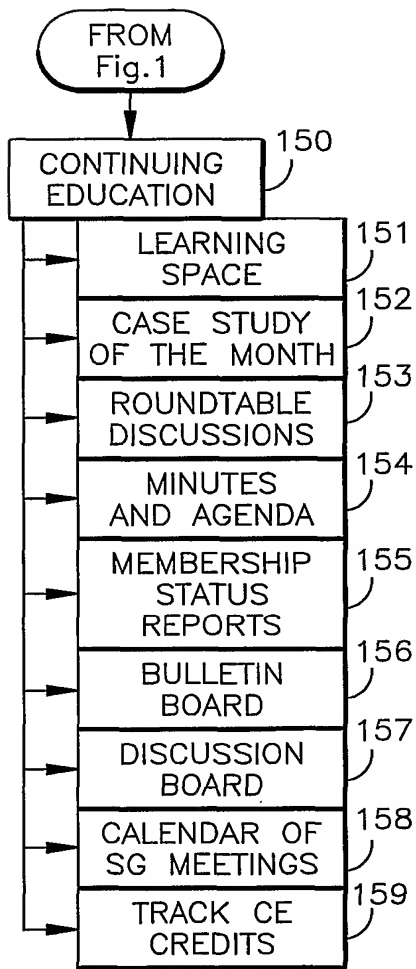 FROM
Fig.1
CONTINUING
EDUCATION
150
LEARNING
SPACE
151
CASE STUDY
OF THE MONTH
152
ROUNDTABLE
DISCUSSIONS
153
MINUTES
AND AGENDA
154
MEMBERSHIP
STATUS
REPORTS
155
BULLETIN
BOARD
156
DISCUSSION
BOARD
157
CALENDAR OF
SG MEETINGS
158
TRACK CE
CREDITS
159